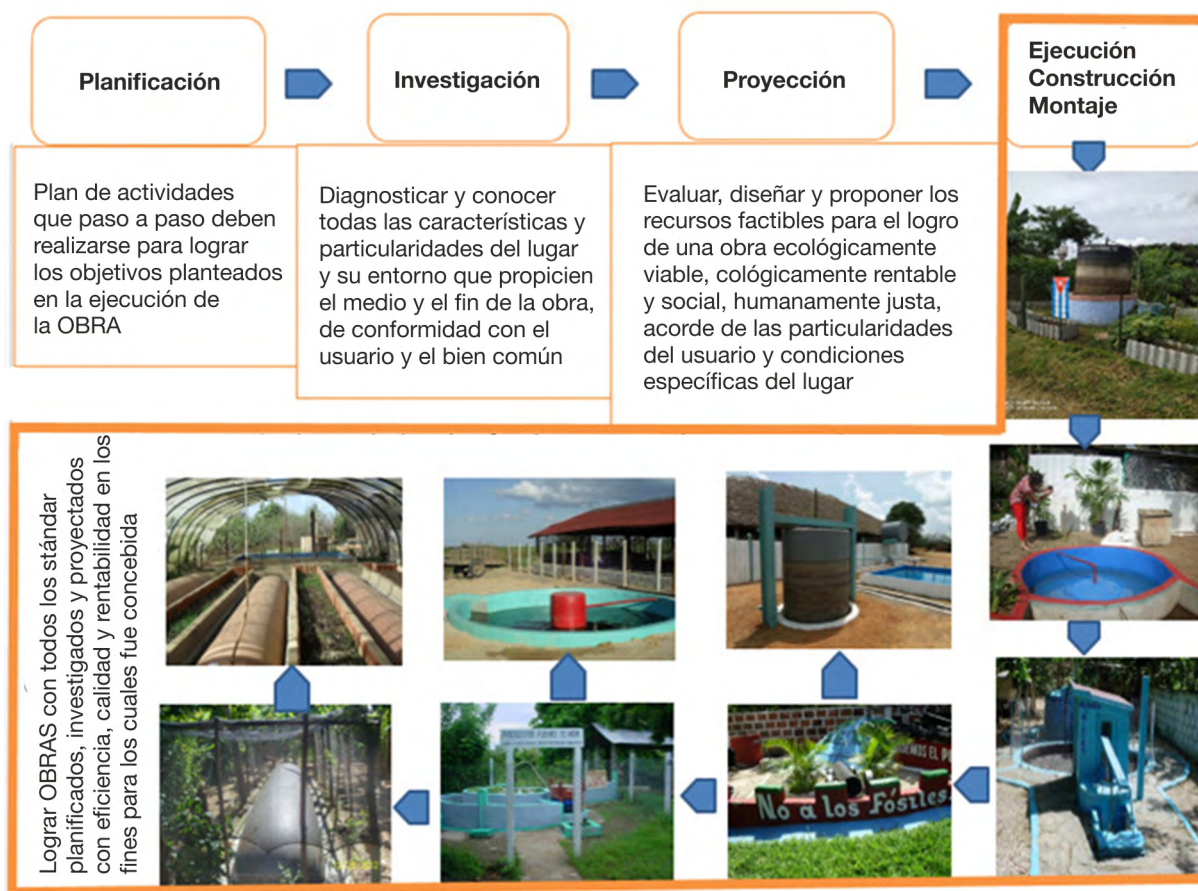 Planificación
Investigación
Proyección
Ejecución
Construcción
Montaje
Plan de actividades
que paso a paso deben
realizarse para lograr
los objetivos planteados
en la ejecución de
la OBRA
Diagnosticar y conocer
todas las características y
particularidades del lugar
y su entorno que propicien
el medio y el fin de la obra,
de conformidad con el
usuario y el bien común
Evaluar, diseñar y proponer los
recursos factibles para el logro
de una obra ecológicamente
viable, cológicamente rentable
y social, humanamente justa,
acorde de las particularidades
del usuario y condiciones
específicas del lugar
Lograr OBRAS con todos los stándar
planificados, investigados y proyectados
con eficiencia, calidad y rentabilidad en los
fines para los cuales fue concebida
No a los Fósiles